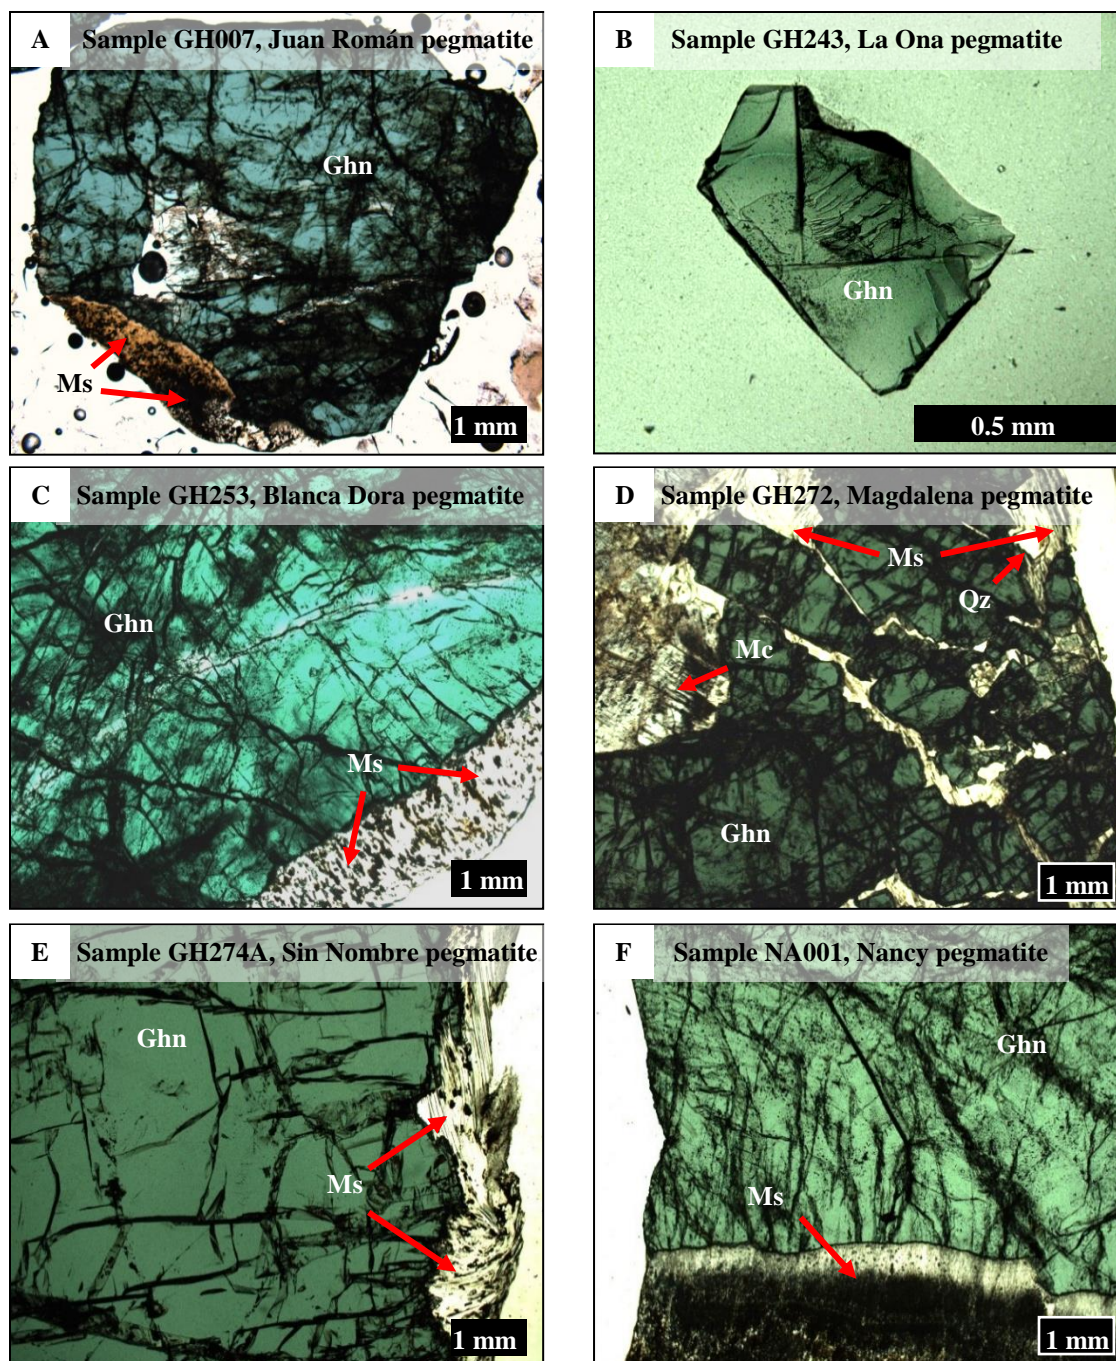 A Sample GH007, Juan Román pegmatite
Ghn
Ms
1 mm
B Sample GH243, La Ona pegmatite
Ghn
0.5 mm
C Sample GH253, Blanca Dora pegmatite
Ghn
Ms
1 mm
D Sample GH272, Magdalena pegmatite
Ms
Qz
Mc
Ghn
1 mm
E Sample GH274A, Sin Nombre pegmatite
Ghn
Ms
1 mm
F Sample NA001, Nancy pegmatite
Ghn
Ms
1 mm